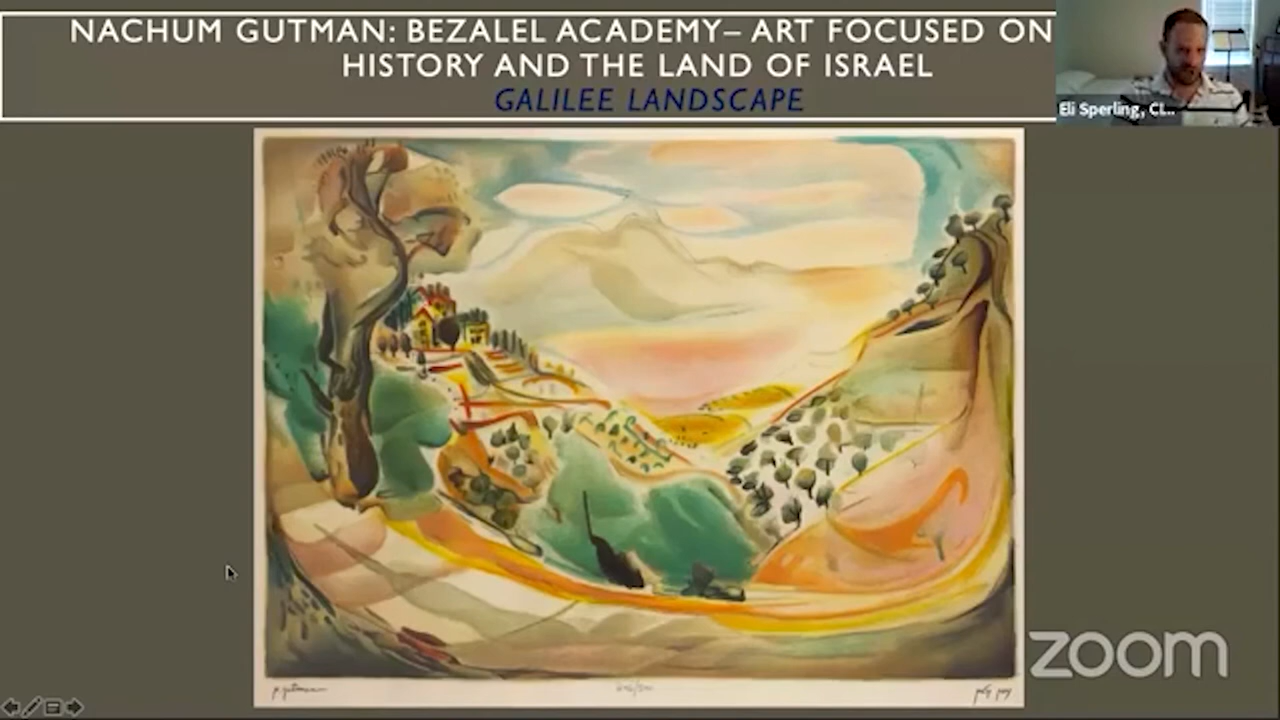 NACHUM GUTMAN: BEZALEL ACADEMY– ART FOCUSED ON
HISTORY AND THE LAND OF ISRAEL
GALILEE LANDSCAPE
Eli Sperling, CL...
zoom